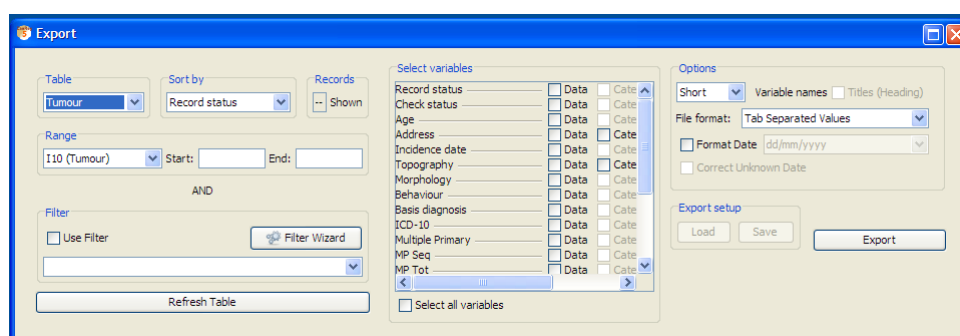 Export
Table
Tumour
Sort by
Record status
Records
-- Shown
Range
I10 (Tumour)
Start:
End:
AND
Filter
Use Filter
Filter Wizard
Refresh Table
Select variables
Record status Data Cate
Check status Data Cate
Age Data Cate
Address Data Cate
Incidence date Data Cate
Topography Data Cate
Morphology Data Cate
Behaviour Data Cate
Basis diagnosis Data Cate
ICD-10 Data Cate
Multiple Primary Data Cate
MP Seq Data Cate
MP Tot Data Cate
Select all variables
Options
Short Variable names Titles (Heading)
File format: Tab Separated Values
Format Date dd/mm/yyyy
Correct Unknown Date
Export setup
Load Save
Export